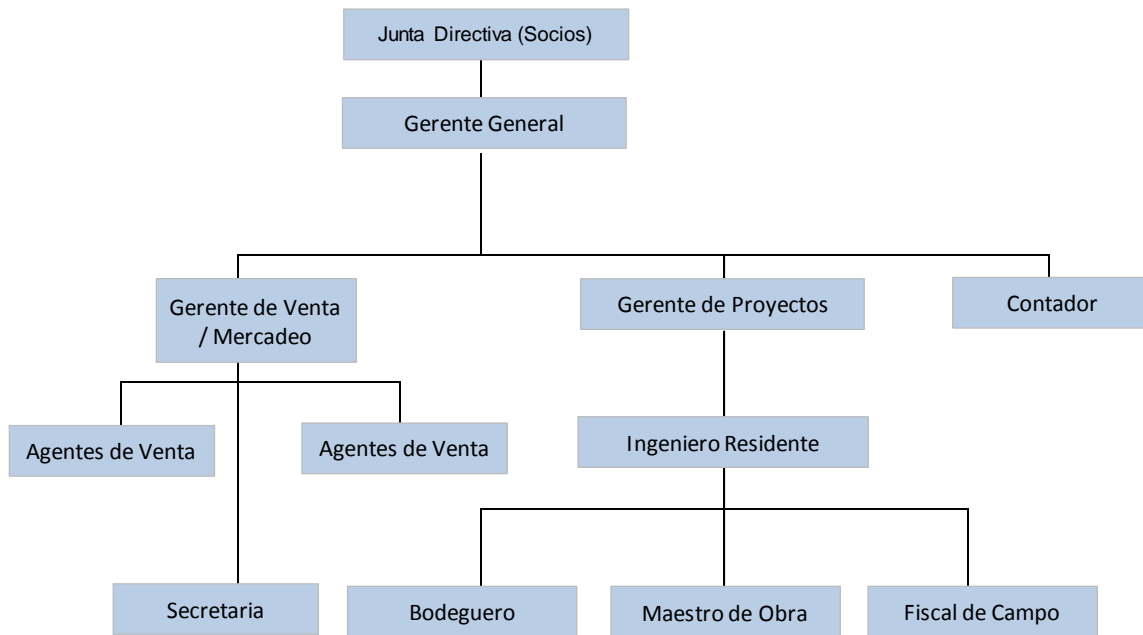 Junta Directiva (Socios)
Gerente General
Gerente de Venta
/ Mercadeo
Gerente de Proyectos
Contador
Agentes de Venta
Agentes de Venta
Ingeniero Residente
Secretaria
Bodeguero
Maestro de Obra
Fiscal de Campo